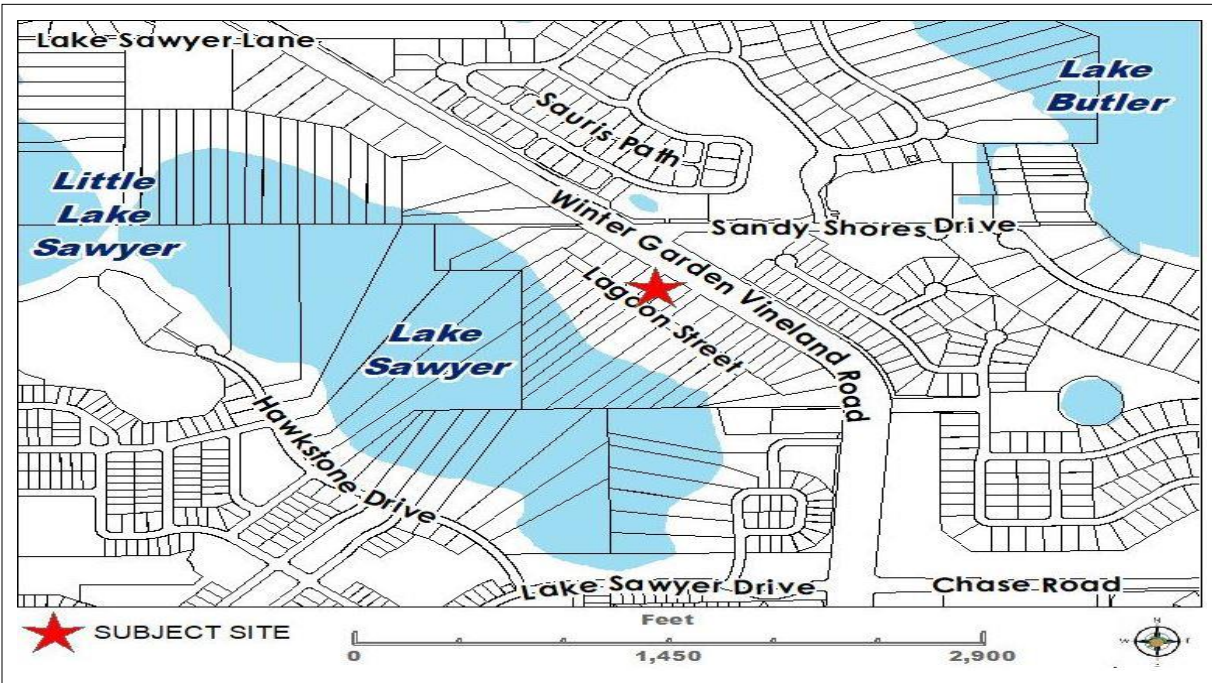 Lake Sawyer Lane
Lake
Butler
Sauris Path
Little
Lake
Sawyer
Winter Garden Vineland Road
Sandy Shores Drive
Lagoon Street
Lake
Sawyer
Hawkstone Drive
Lake Sawyer Drive
Chase Road
SUBJECT SITE
Feet
0
1,450
2,900
N
W